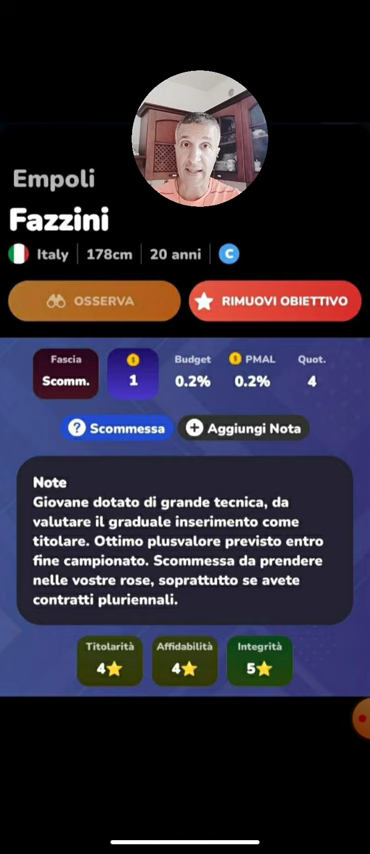 Empoli
Fazzini
Italy 178cm 20 anni C
OSSERVA RIMUOVI OBIETTIVO
Fascia Budget PMAL Quot.
Scomm. 1 0.2% 0.2% 4
? Scommessa + Aggiungi Nota
Note
Giovane dotato di grande tecnica, da
valutare il graduale inserimento come
titolare. Ottimo plusvalore previsto entro
fine campionato. Scommessa da prendere
nelle vostre rose, soprattutto se avete
contratti pluriennali.
Titolarità Affidabilità Integrità
4⭐ 4⭐ 5⭐